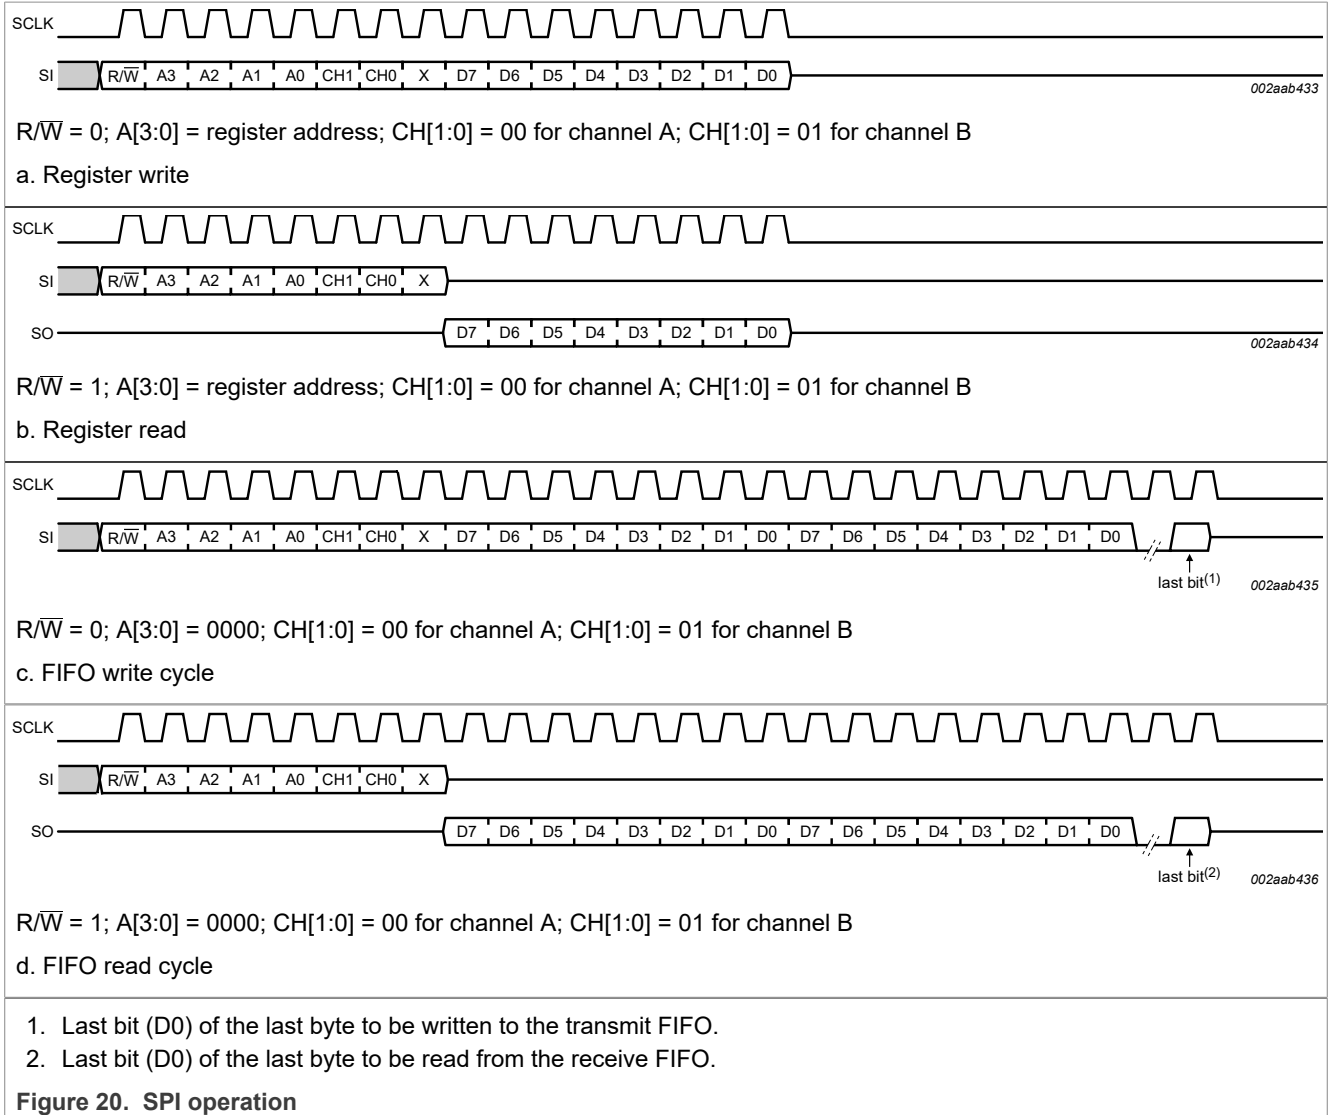 SCLK
SI R/W̅ A3 A2 A1 A0 CH1 CH0 X D7 D6 D5 D4 D3 D2 D1 D0
002aab433
R/W̅ = 0; A[3:0] = register address; CH[1:0] = 00 for channel A; CH[1:0] = 01 for channel B
a. Register write
SCLK
SI R/W̅ A3 A2 A1 A0 CH1 CH0 X
SO D7 D6 D5 D4 D3 D2 D1 D0
002aab434
R/W̅ = 1; A[3:0] = register address; CH[1:0] = 00 for channel A; CH[1:0] = 01 for channel B
b. Register read
SCLK
SI R/W̅ A3 A2 A1 A0 CH1 CH0 X D7 D6 D5 D4 D3 D2 D1 D0 D7 D6 D5 D4 D3 D2 D1 D0
last bit(1) 002aab435
R/W̅ = 0; A[3:0] = 0000; CH[1:0] = 00 for channel A; CH[1:0] = 01 for channel B
c. FIFO write cycle
SCLK
SI R/W̅ A3 A2 A1 A0 CH1 CH0 X
SO D7 D6 D5 D4 D3 D2 D1 D0 D7 D6 D5 D4 D3 D2 D1 D0
last bit(2) 002aab436
R/W̅ = 1; A[3:0] = 0000; CH[1:0] = 00 for channel A; CH[1:0] = 01 for channel B
d. FIFO read cycle
1. Last bit (D0) of the last byte to be written to the transmit FIFO.
2. Last bit (D0) of the last byte to be read from the receive FIFO.
Figure 20. SPI operation